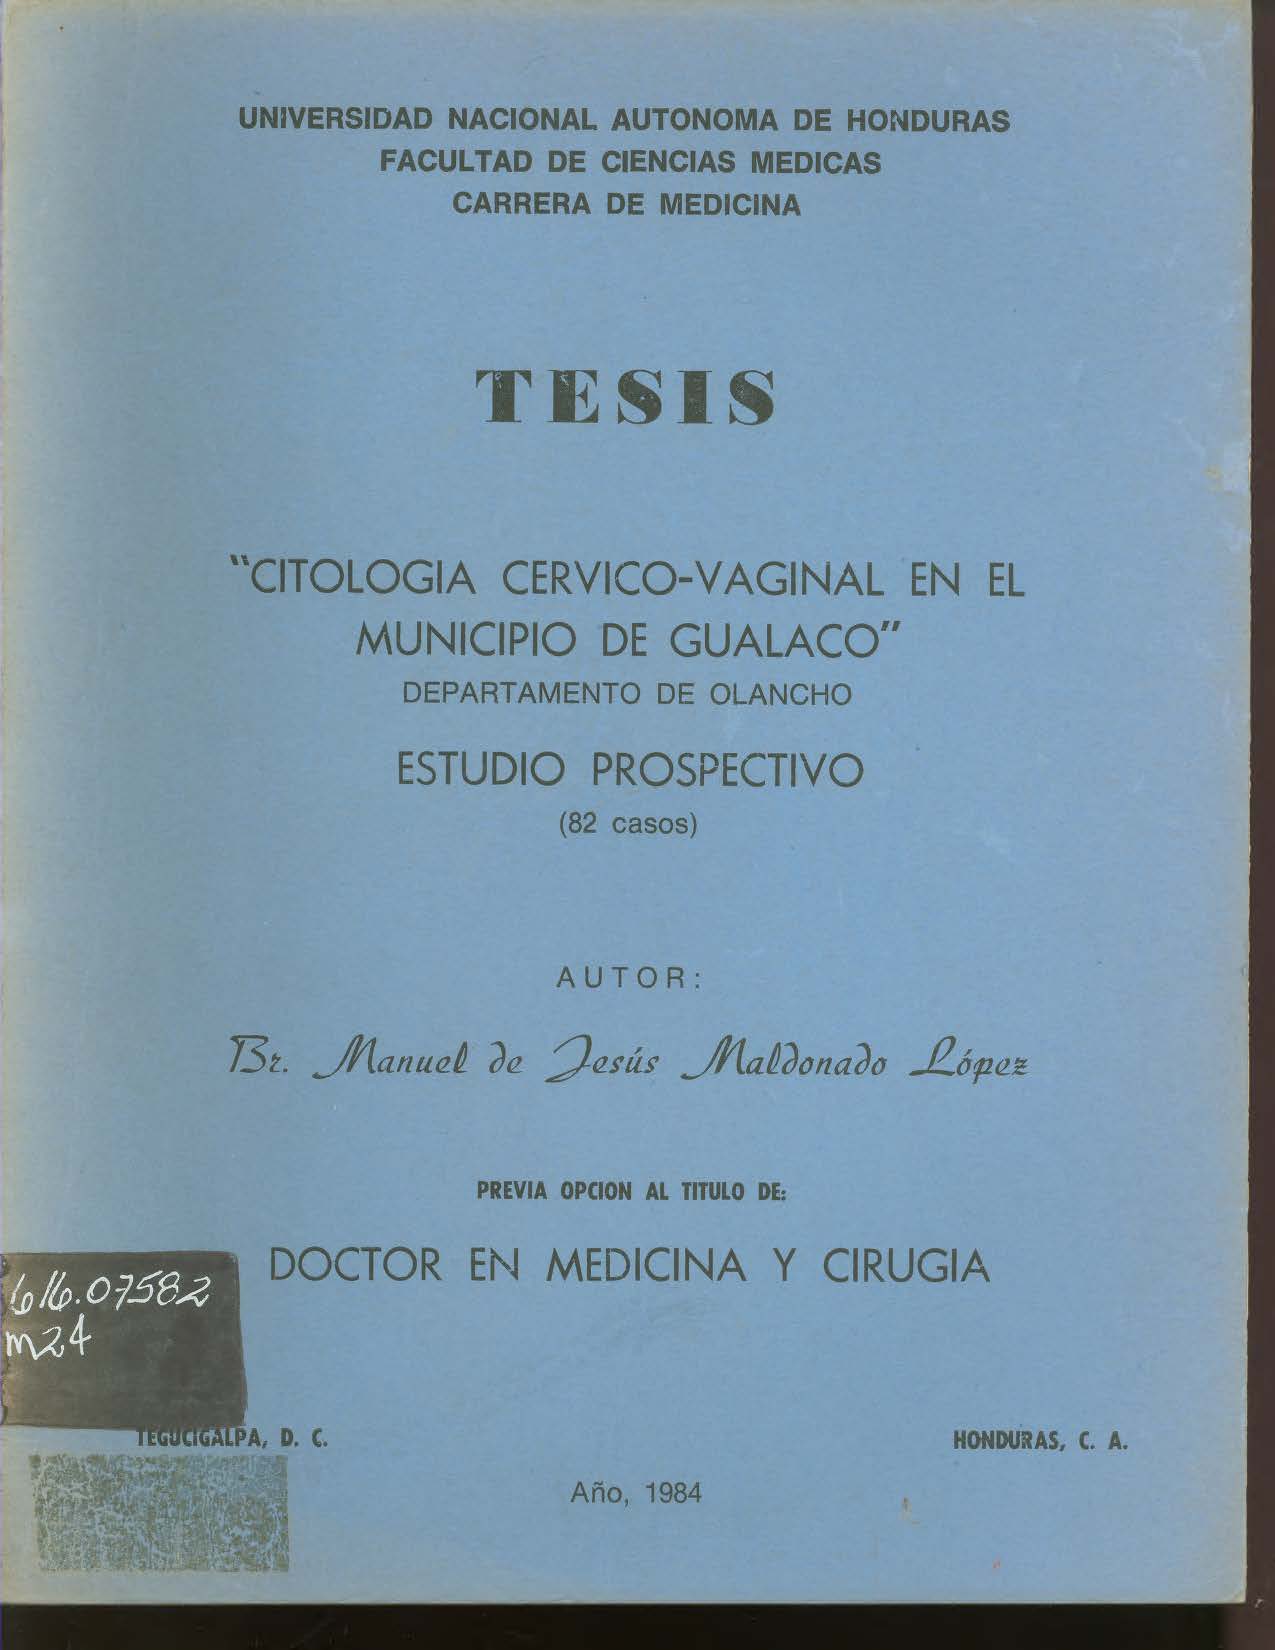 UNIVERSIDAD NACIONAL AUTONOMA DE HONDURAS
FACULTAD DE CIENCIAS MEDICAS
CARRERA DE MEDICINA
TESIS
"CITOLOGIA CERVICO-VAGINAL EN EL
MUNICIPIO DE GUALACO"
DEPARTAMENTO DE OLANCHO
ESTUDIO PROSPECTIVO
(82 casos)
AUTOR:
Br. Manuel de Jesús Maldonado López
PREVIA OPCION AL TITULO DE:
DOCTOR EN MEDICINA Y CIRUGIA
616.07582
M24
TEGUCIGALPA, D. C. HONDURAS, C. A.
Año, 1984